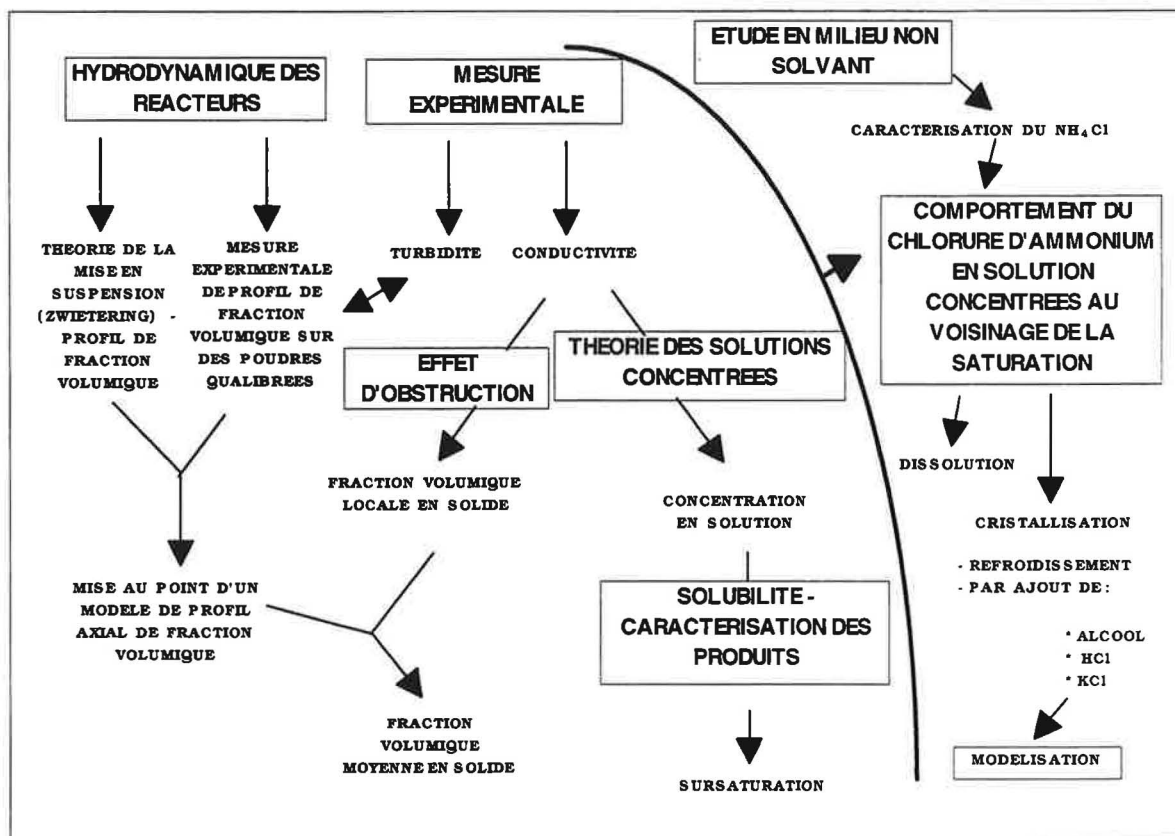 HYDRODYNAMIQUE DES
REACTEURS
MESURE
EXPERIMENTALE
ETUDE EN MILIEU NON
SOLVANT
CARACTERISATION DU NH₄Cl
THEORIE DE LA
MISE EN
SUSPENSION
(ZWIETERING) -
PROFIL DE
FRACTION
VOLUMIQUE
MESURE
EXPERIMENTALE
DE PROFIL DE
FRACTION
VOLUMIQUE SUR
DES POUDRES
QUALIBREES
TURBIDITE
CONDUCTIVITE
COMPORTEMENT DU
CHLORURE D'AMMONIUM
EN SOLUTION
CONCENTREES AU
VOISINAGE DE LA
SATURATION
EFFET
D'OBSTRUCTION
THEORIE DES SOLUTIONS
CONCENTREES
FRACTION VOLUMIQUE
LOCALE EN SOLIDE
CONCENTRATION
EN SOLUTION
DISSOLUTION
CRISTALLISATION
- REFROIDISSEMENT
- PAR AJOUT DE :
* ALCOOL
* HCl
* KCl
MISE AU POINT D'UN
MODELE DE PROFIL
AXIAL DE FRACTION
VOLUMIQUE
SOLUBILITE -
CARACTERISATION DES
PRODUITS
FRACTION
VOLUMIQUE
MOYENNE EN SOLIDE
SURSATURATION
MODELISATION